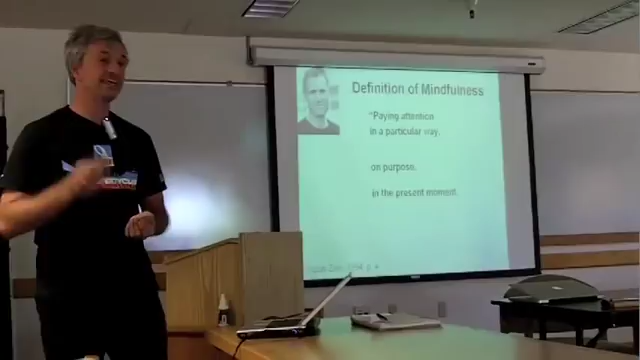 Definition of Mindfulness
"Paying attention
in a particular way.
on purpose,
in the present moment.